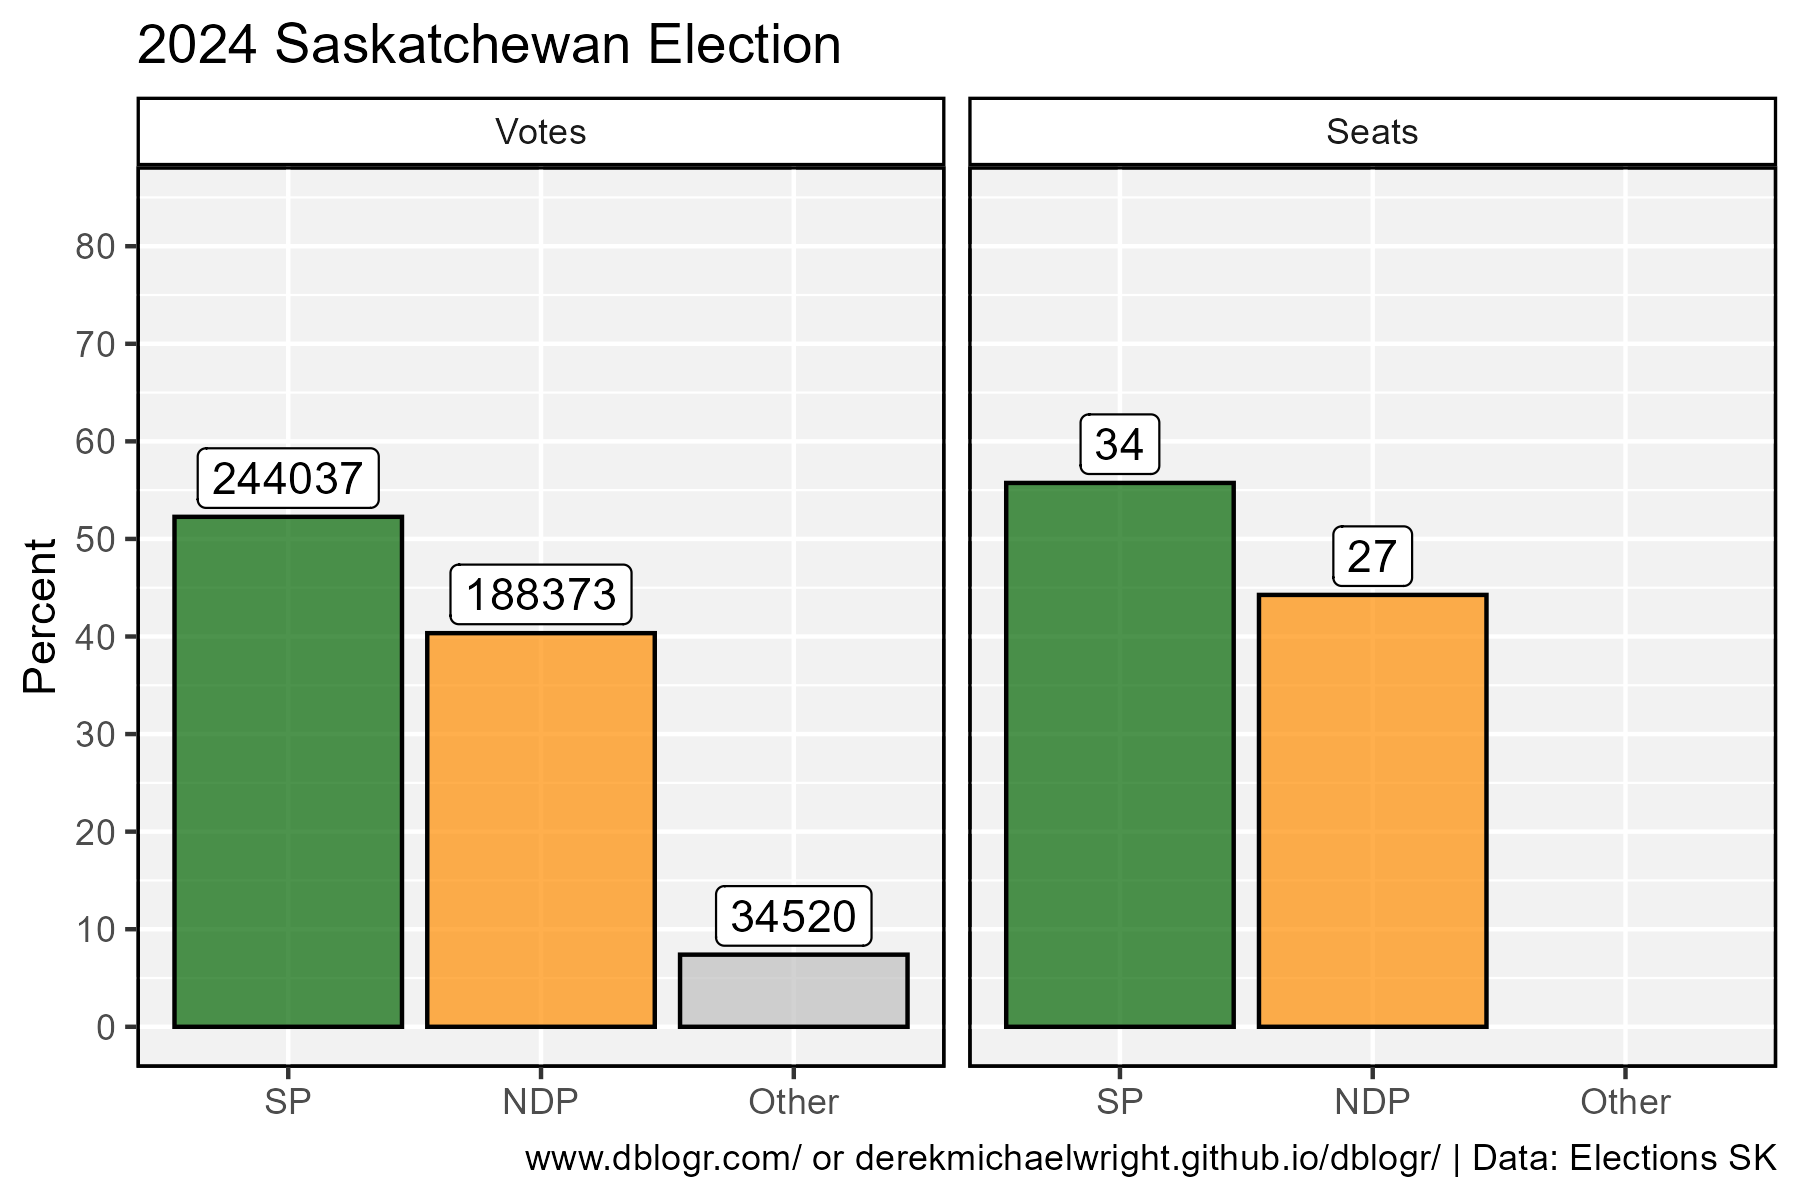 2024 Saskatchewan Election
Votes
Seats
Percent
80
70
60
50
40
30
20
10
0
244037
188373
34520
34
27
SP
NDP
Other
SP
NDP
Other
www.dblogr.com/ or derekmichaelwright.github.io/dblogr/ | Data: Elections SK